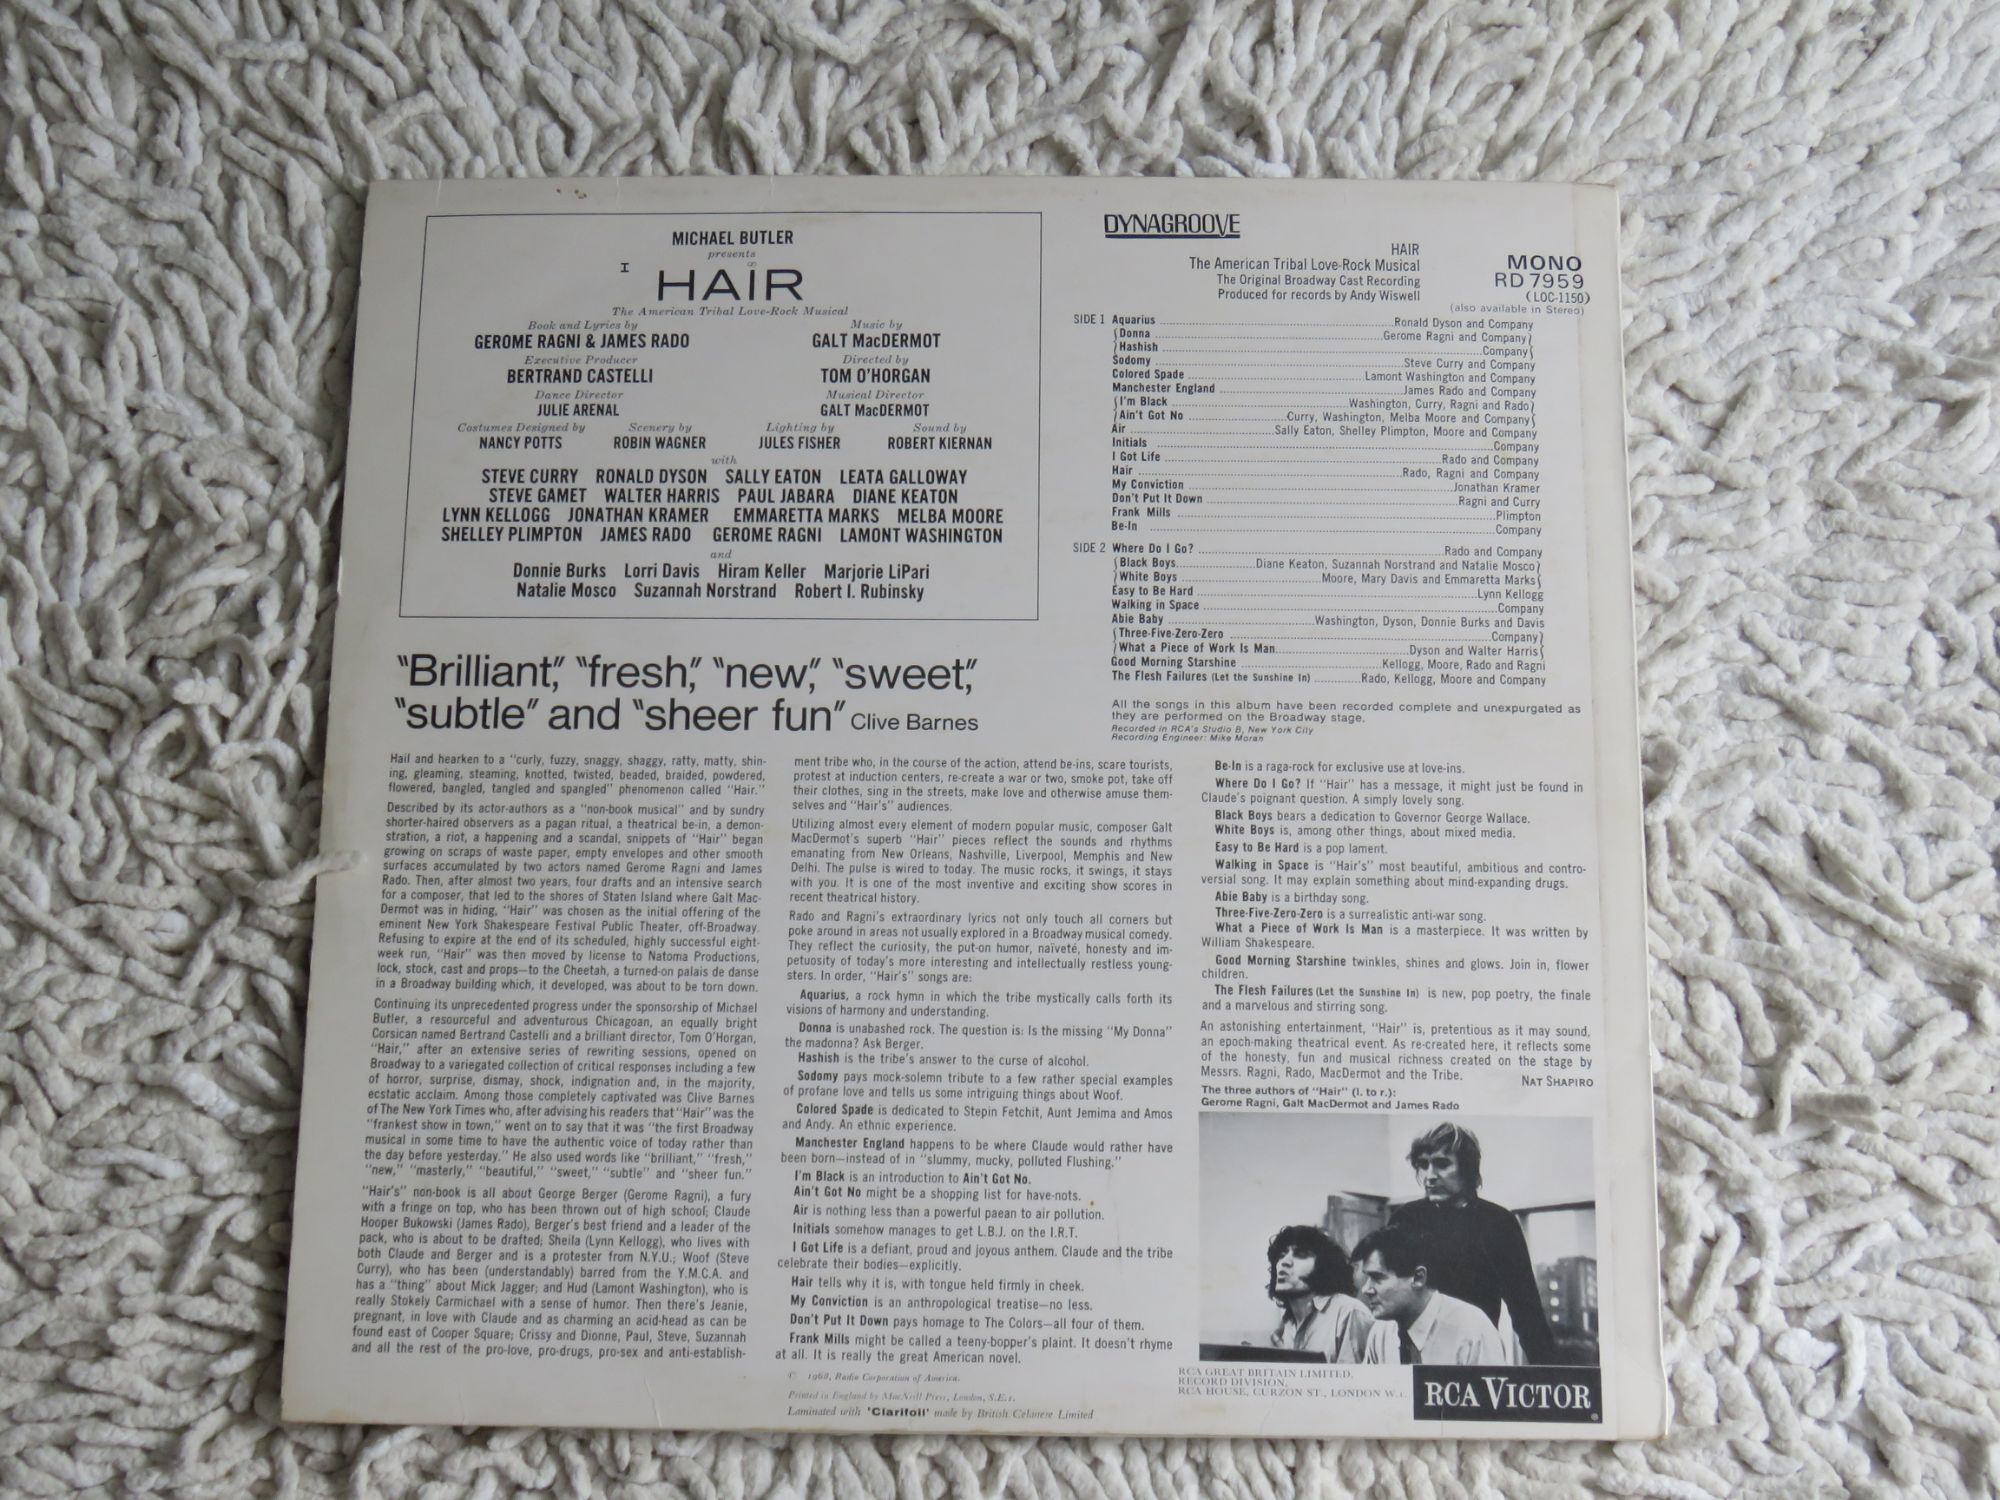 MICHAEL BUTLER
presents
HAIR
The American Tribal Love-Rock Musical
Book and Lyrics by Music by
GEROME RAGNI & JAMES RADO GALT MacDERMOT
Executive Producer Directed by
BERTRAND CASTELLI TOM O'HORGAN
Dance Director Musical Director
JULIE ARENAL GALT MacDERMOT
Costumes Designed by Scenery by Lighting by Sound by
NANCY POTTS ROBIN WAGNER JULES FISHER ROBERT KIERNAN
with
STEVE CURRY RONALD DYSON SALLY EATON LEATA GALLOWAY
STEVE GAMET WALTER HARRIS PAUL JABARA DIANE KEATON
LYNN KELLOGG JONATHAN KRAMER EMMARETTA MARKS MELBA MOORE
SHELLEY PLIMPTON JAMES RADO GEROME RAGNI LAMONT WASHINGTON
and
Donnie Burks Lorri Davis Hiram Keller Marjorie LiPari
Natalie Mosco Suzannah Norstrand Robert I. Rubinsky
"Brilliant," "fresh," "new," "sweet,"
"subtle" and "sheer fun" Clive Barnes
DYNAGROOVE
HAIR
The American Tribal Love-Rock Musical
The Original Broadway Cast Recording
Produced for records by Andy Wiswell
MONO
RD 7959
(LOC-1150)
(also available in Stereo)
SIDE 1 Aquarius ... Ronald Dyson and Company
Donna ... Gerome Ragni and Company
Hashish ... Company
Sodomy ... Steve Curry and Company
Colored Spade ... Lamont Washington and Company
Manchester England ... James Rado and Company
I'm Black ... Washington, Curry, Ragni and Rado
Ain't Got No ... Curry, Washington, Melba Moore and Company
Air ... Sally Eaton, Shelley Plimpton, Moore and Company
Initials ... Company
I Got Life ... Rado and Company
Hair ... Rado, Ragni and Company
My Conviction ... Jonathan Kramer
Don't Put It Down ... Ragni and Curry
Frank Mills ... Plimpton
Be-In ... Company
SIDE 2 Where Do I Go? ... Rado and Company
Black Boys ... Diane Keaton, Suzannah Norstrand and Natalie Mosco
White Boys ... Moore, Mary Davis and Emmaretta Marks
Easy to Be Hard ... Lynn Kellogg
Walking in Space ... Company
Abie Baby ... Washington, Dyson, Donnie Burks and Davis
Three-Five-Zero-Zero ... Company
What a Piece of Work Is Man ... Dyson and Walter Harris
Good Morning Starshine ... Kellogg, Moore, Rado and Ragni
The Flesh Failures (Let the Sunshine In) ... Rado, Kellogg, Moore and Company
All the songs in this album have been recorded complete and unexpurgated as
they are performed on the Broadway stage.
Recorded in RCA's Studio B, New York City
Recording Engineer: Mike Moran
Hail and hearken to a "curly, fuzzy, snaggy, shaggy, ratty, matty, shin-
ing, gleaming, steaming, knotted, twisted, beaded, braided, powdered,
flowered, bangled, tangled and spangled" phenomenon called "Hair."
Described by its actor-authors as a "non-book musical" and by sundry
shorter-haired observers as a pagan ritual, a theatrical be-in, a demon-
stration, a riot, a happening and a scandal, snippets of "Hair" began
growing on scraps of waste paper, empty envelopes and other smooth
surfaces accumulated by two actors named Gerome Ragni and James
Rado. Then, after almost two years, four drafts and an intensive search
for a composer, that led to the shores of Staten Island where Galt Mac-
Dermot was in hiding, "Hair" was chosen as the initial offering of the
eminent New York Shakespeare Festival Public Theater, off-Broadway.
Refusing to expire at the end of its scheduled, highly successful eight-
week run, "Hair" was then moved by license to Natoma Productions,
lock, stock, cast and props—to the Cheetah, a turned-on palais de danse
in a Broadway building which, it developed, was about to be torn down.
Continuing its unprecedented progress under the sponsorship of Michael
Butler, a resourceful and adventurous Chicagoan, an equally bright
Corsican named Bertrand Castelli and a brilliant director, Tom O'Horgan,
"Hair," after an extensive series of rewriting sessions, opened on
Broadway to a variegated collection of critical responses including a few
of horror, surprise, dismay, shock, indignation and, in the majority,
ecstatic acclaim. Among those completely captivated was Clive Barnes
of The New York Times who, after advising his readers that "Hair" was the
"frankest show in town," went on to say that it was "the first Broadway
musical in some time to have the authentic voice of today rather than
the day before yesterday." He also used words like "brilliant," "fresh,"
"new," "masterly," "beautiful," "sweet," "subtle" and "sheer fun."
"Hair's" non-book is all about George Berger (Gerome Ragni), a fury
with a fringe on top, who has been thrown out of high school; Claude
Hooper Bukowski (James Rado), Berger's best friend and a leader of the
pack, who is about to be drafted; Sheila (Lynn Kellogg), who lives with
both Claude and Berger and is a protester from N.Y.U.; Woof (Steve
Curry), who has been (understandably) barred from the Y.M.C.A. and
has a "thing" about Mick Jagger; and Hud (Lamont Washington), who is
really Stokely Carmichael with a sense of humor. Then there's Jeanie,
pregnant, in love with Claude and as charming an acid-head as can be
found east of Cooper Square; Crissy and Dionne, Paul, Steve, Suzannah
and all the rest of the pro-love, pro-drugs, pro-sex and anti-establish-
ment tribe who, in the course of the action, attend be-ins, scare tourists,
protest at induction centers, re-create a war or two, smoke pot, take off
their clothes, sing in the streets, make love and otherwise amuse them-
selves and "Hair's" audiences.
Utilizing almost every element of modern popular music, composer Galt
MacDermot's superb "Hair" pieces reflect the sounds and rhythms
emanating from New Orleans, Nashville, Liverpool, Memphis and New
Delhi. The pulse is wired to today. The music rocks, it swings, it stays
with you. It is one of the most inventive and exciting show scores in
recent theatrical history.
Rado and Ragni's extraordinary lyrics not only touch all corners but
poke around in areas not usually explored in a Broadway musical comedy.
They reflect the curiosity, the put-on humor, naïveté, honesty and im-
petuosity of today's more interesting and intellectually restless young-
sters. In order, "Hair's" songs are:
Aquarius, a rock hymn in which the tribe mystically calls forth its
visions of harmony and understanding.
Donna is unabashed rock. The question is: Is the missing "My Donna"
the madonna? Ask Berger.
Hashish is the tribe's answer to the curse of alcohol.
Sodomy pays mock-solemn tribute to a few rather special examples
of profane love and tells us some intriguing things about Woof.
Colored Spade is dedicated to Stepin Fetchit, Aunt Jemima and Amos
and Andy. An ethnic experience.
Manchester England happens to be where Claude would rather have
been born—instead of in "slummy, mucky, polluted Flushing."
I'm Black is an introduction to Ain't Got No.
Ain't Got No might be a shopping list for have-nots.
Air is nothing less than a powerful paean to air pollution.
Initials somehow manages to get L.B.J. on the I.R.T.
I Got Life is a defiant, proud and joyous anthem. Claude and the tribe
celebrate their bodies—explicitly.
Hair tells why it is, with tongue held firmly in cheek.
My Conviction is an anthropological treatise—no less.
Don't Put It Down pays homage to The Colors—all four of them.
Frank Mills might be called a teeny-bopper's plaint. It doesn't rhyme
at all. It is really the great American novel.
© 1968, Radio Corporation of America.
Printed in England by MacNeill Press, London, S.E.1.
Laminated with 'Clarifoil' made by British Celanese Limited
Be-In is a raga-rock for exclusive use at love-ins.
Where Do I Go? If "Hair" has a message, it might just be found in
Claude's poignant question. A simply lovely song.
Black Boys bears a dedication to Governor George Wallace.
White Boys is, among other things, about mixed media.
Easy to Be Hard is a pop lament.
Walking in Space is "Hair's" most beautiful, ambitious and contro-
versial song. It may explain something about mind-expanding drugs.
Abie Baby is a birthday song.
Three-Five-Zero-Zero is a surrealistic anti-war song.
What a Piece of Work Is Man is a masterpiece. It was written by
William Shakespeare.
Good Morning Starshine twinkles, shines and glows. Join in, flower
children.
The Flesh Failures (Let the Sunshine In) is new, pop poetry, the finale
and a marvelous and stirring song.
An astonishing entertainment, "Hair" is, pretentious as it may sound,
an epoch-making theatrical event. As re-created here, it reflects some
of the honesty, fun and musical richness created on the stage by
Messrs. Ragni, Rado, MacDermot and the Tribe.
NAT SHAPIRO
The three authors of "Hair" (l. to r.):
Gerome Ragni, Galt MacDermot and James Rado
RCA GREAT BRITAIN LIMITED,
RECORD DIVISION,
RCA HOUSE, CURZON ST., LONDON W.1.
RCA VICTOR